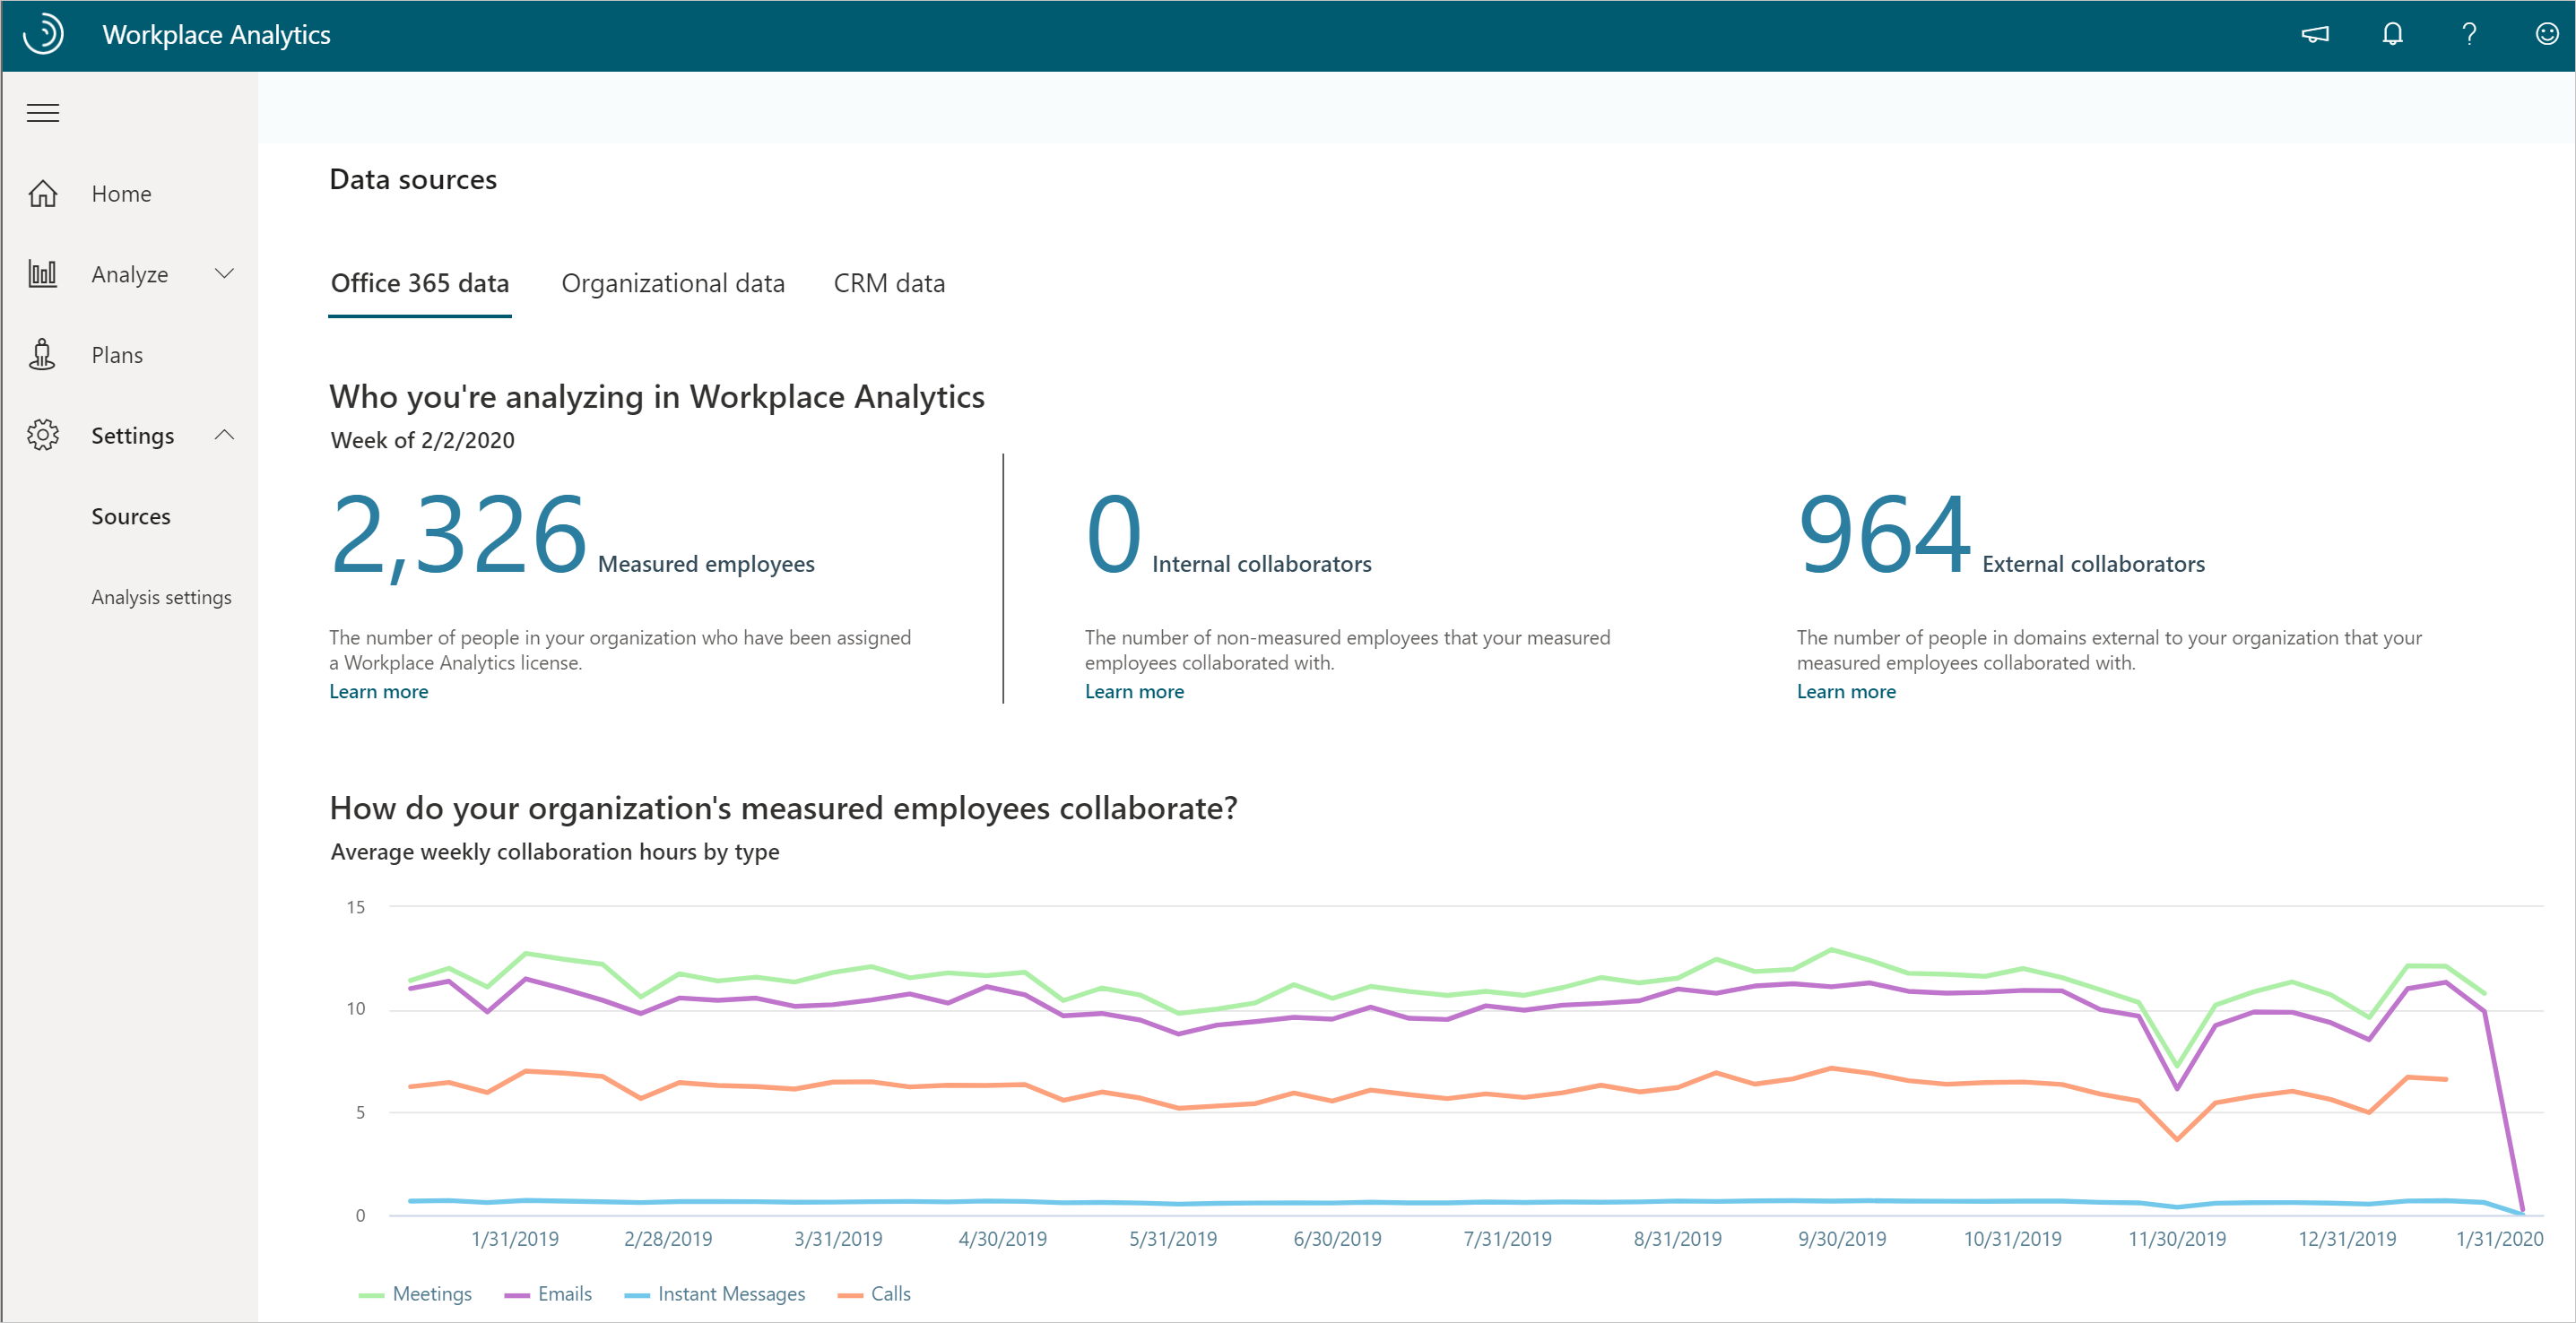 Workplace Analytics
Home
Analyze
Plans
Settings
Sources
Analysis settings
Data sources
Office 365 data Organizational data CRM data
Who you're analyzing in Workplace Analytics
Week of 2/2/2020
2,326 Measured employees
The number of people in your organization who have been assigned
a Workplace Analytics license.
Learn more
0 Internal collaborators
The number of non-measured employees that your measured
employees collaborated with.
Learn more
964 External collaborators
The number of people in domains external to your organization that your
measured employees collaborated with.
Learn more
How do your organization's measured employees collaborate?
Average weekly collaboration hours by type
15
10
5
0
1/31/2019 2/28/2019 3/31/2019 4/30/2019 5/31/2019 6/30/2019 7/31/2019 8/31/2019 9/30/2019 10/31/2019 11/30/2019 12/31/2019 1/31/2020
Meetings Emails Instant Messages Calls